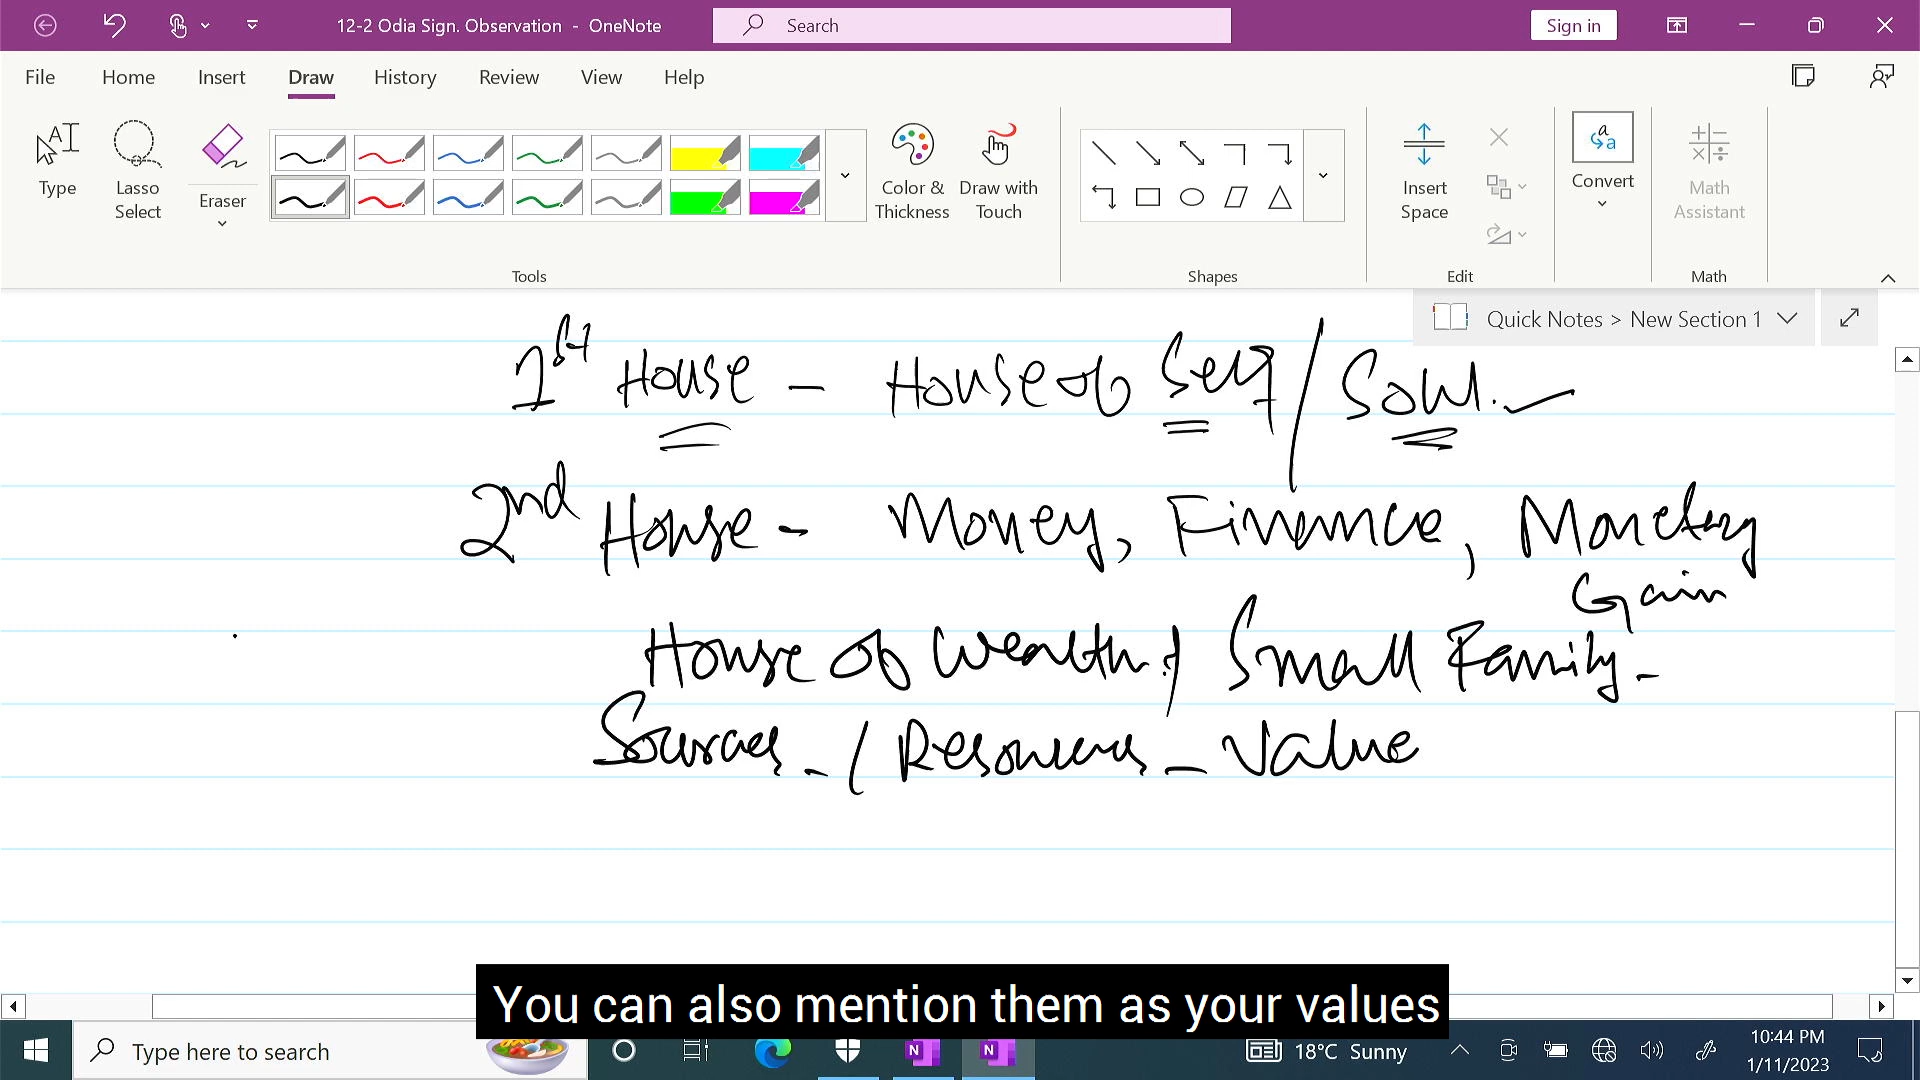 12-2 Odia Sign. Observation - OneNote
Search
Sign in
File Home Insert Draw History Review View Help
Type
Lasso Select
Eraser
Color & Thickness
Draw with Touch
Insert Space
Convert
Math Assistant
Tools
Shapes
Edit
Math
Quick Notes > New Section 1
1st House - House of Self / Soul.
2nd House - Money, Finance, Monetary
Gain
House of Wealth / Small Family -
Sources - / Resources - Value
You can also mention them as your values
Type here to search
18°C Sunny
10:44 PM
1/11/2023